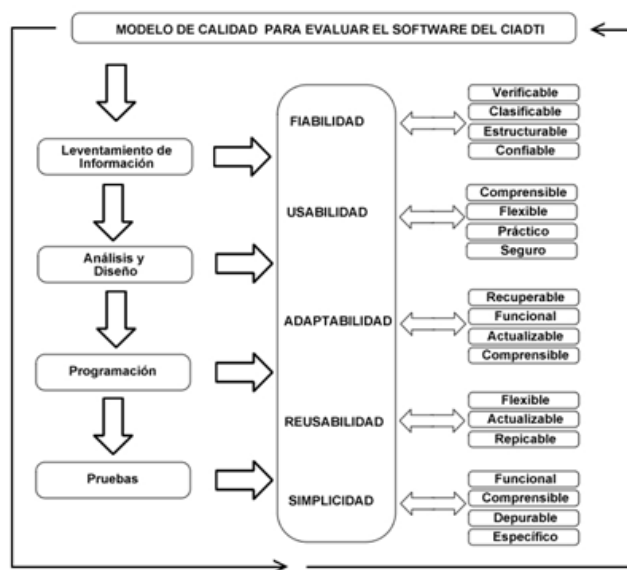 MODELO DE CALIDAD PARA EVALUAR EL SOFTWARE DEL CIADTI
Leventamiento de
Información
Análisis y
Diseño
Programación
Pruebas
FIABILIDAD
USABILIDAD
ADAPTABILIDAD
REUSABILIDAD
SIMPLICIDAD
Verificable
Clasificable
Estructurable
Confiable
Comprensible
Flexible
Práctico
Seguro
Recuperable
Funcional
Actualizable
Comprensible
Flexible
Actualizable
Repicable
Funcional
Comprensible
Depurable
Específico